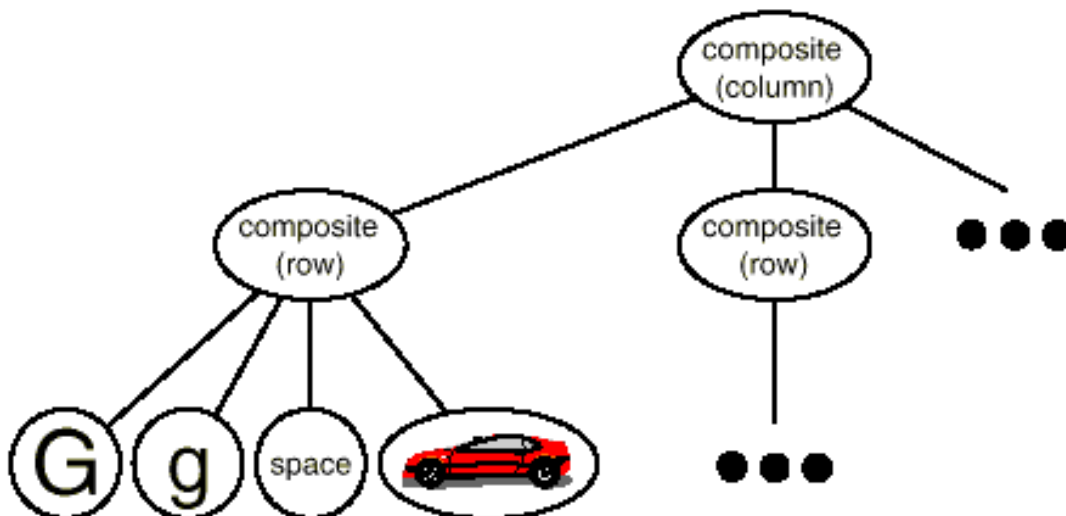 composite
(column)
composite
(row)
composite
(row)
G
g
space